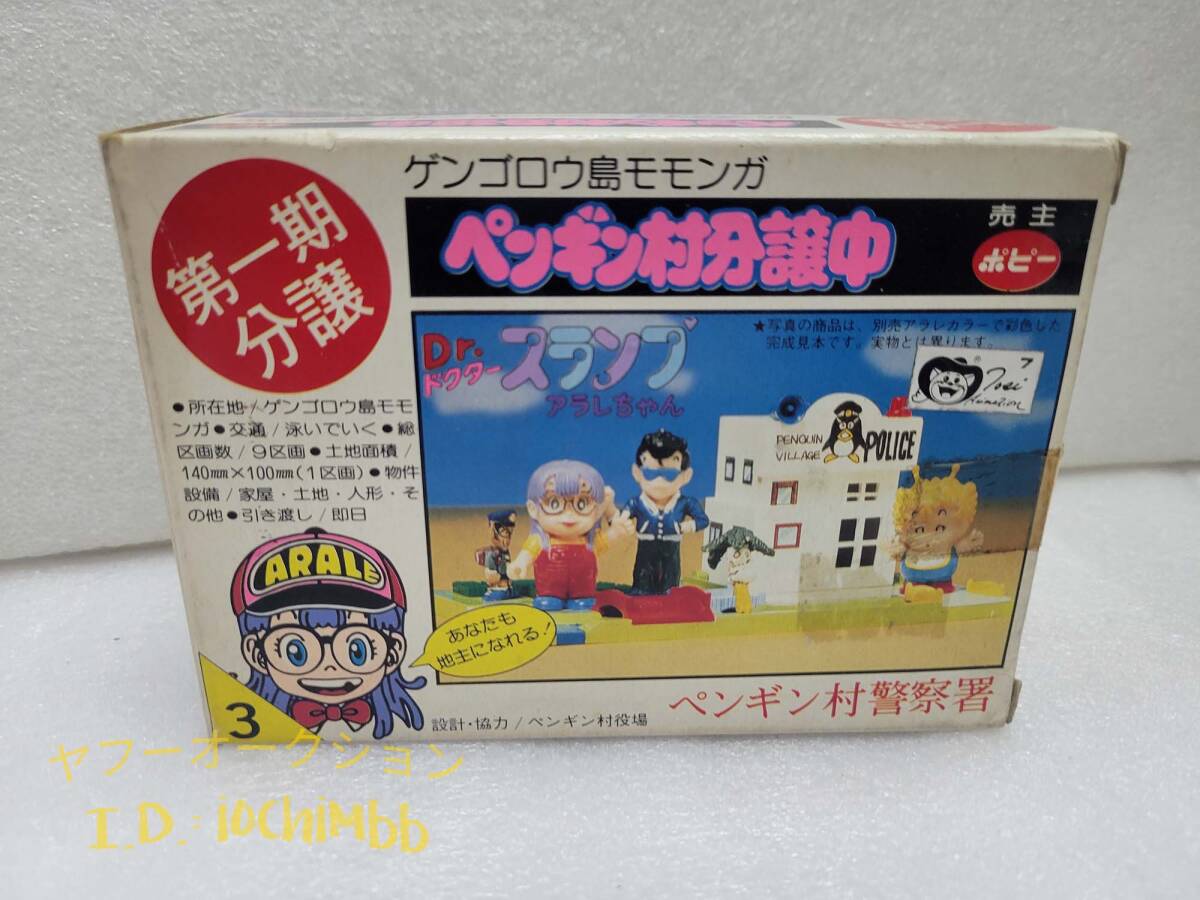 ゲンゴロウ島モモンガ
第一期
分譲
ペンギン村分譲中
売主
ポピー
Dr.
ドクター
スランプ
アラレちゃん
★写真の商品は、別売アラレカラーで彩色した
完成見本です。実物とは異ります。
フ
PENGUIN
VILLAGE
POLICE
●所在地/ゲンゴロウ島モモ
ンガ●交通/泳いでいく●総
区画数/9区画●土地面積/
140mm×100mm(1区画)●物件
設備/家屋・土地・人形・そ
の他●引き渡し/即日
ARALE
あなたも
地主になれる!
3
設計・協力/ペンギン村役場
ペンギン村警察署
ヤフーオークション
I.D.:iochimbb